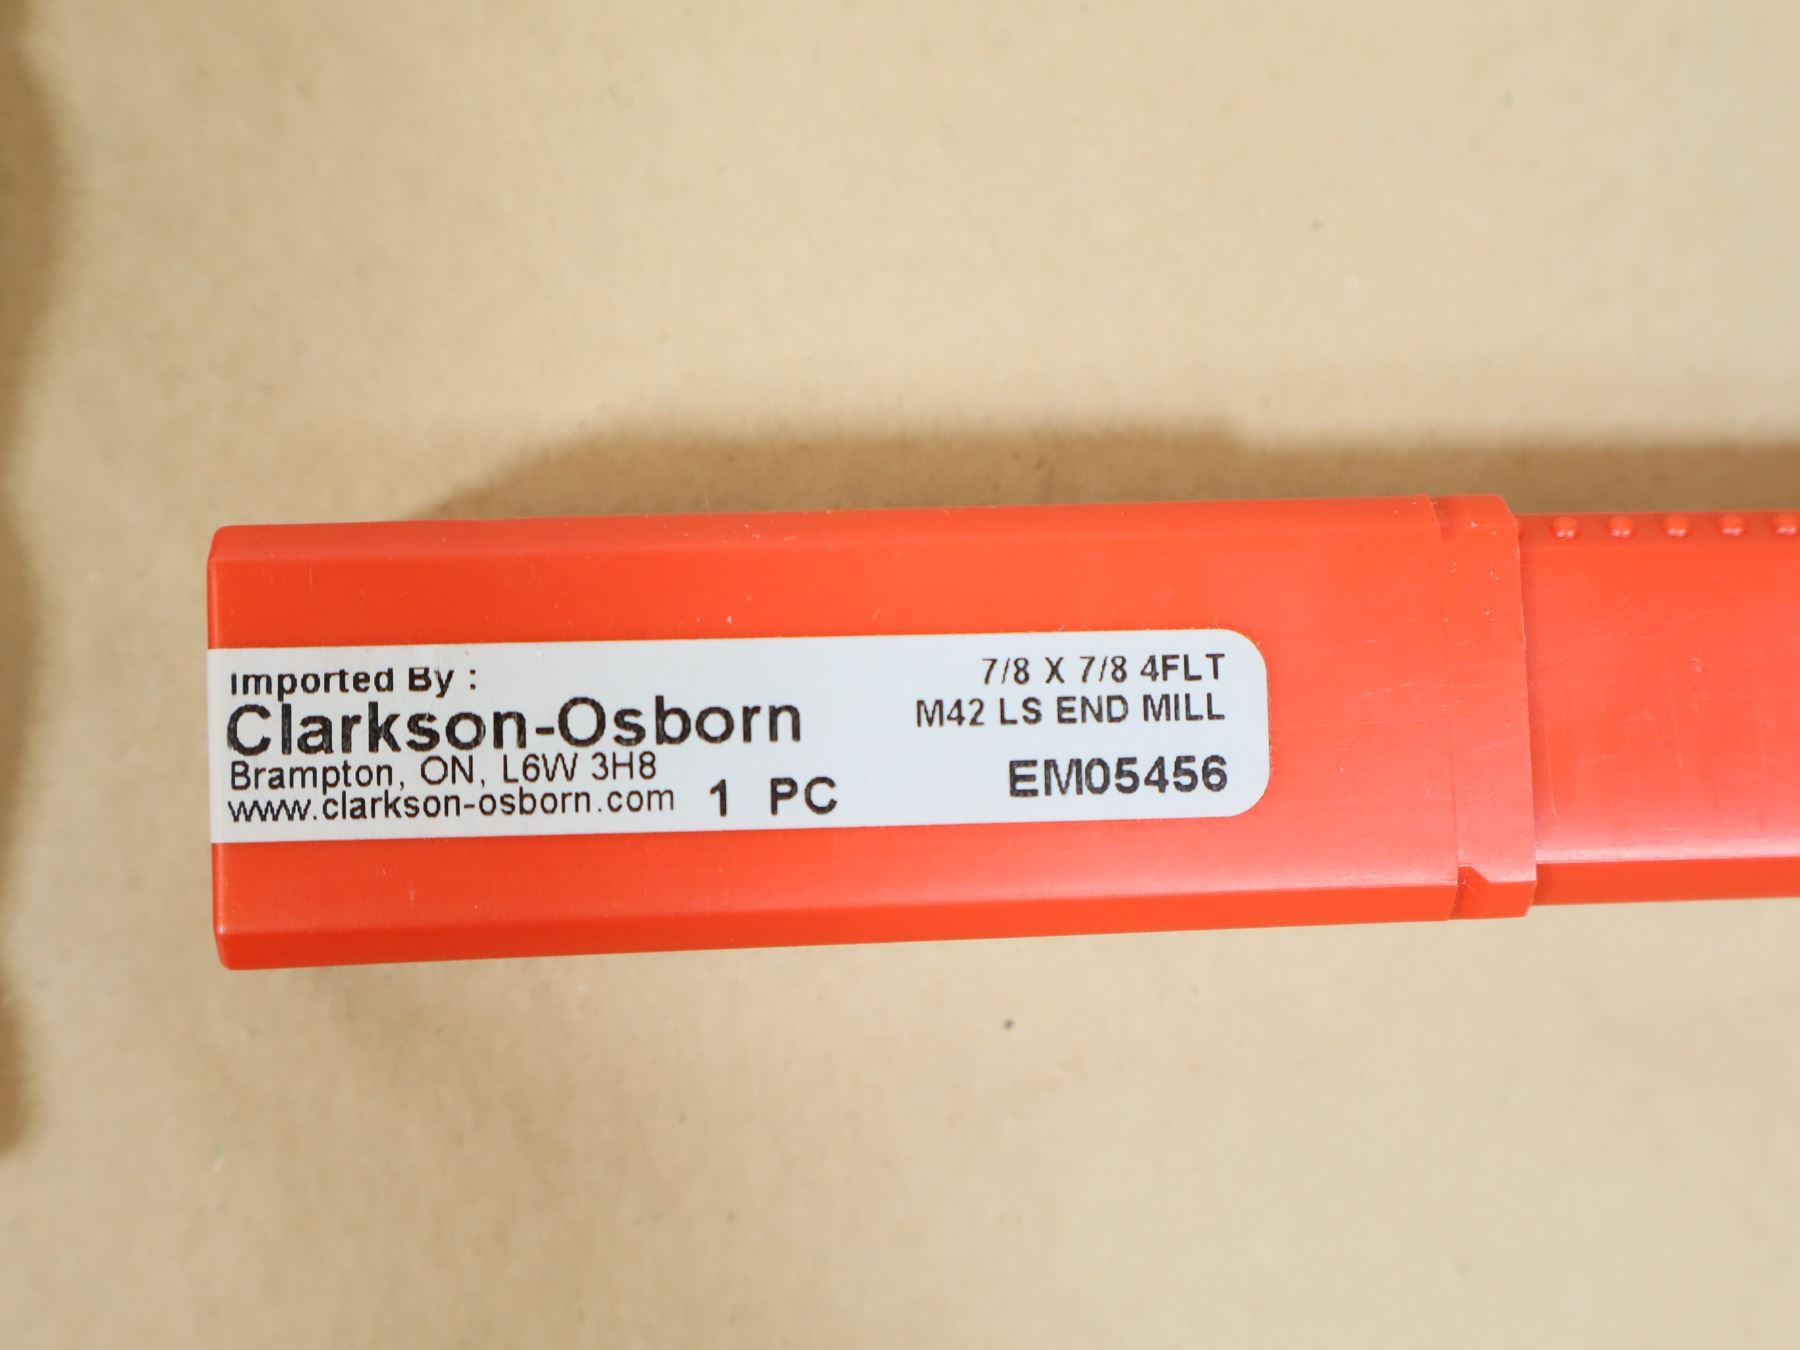 Imported By :
Clarkson-Osborn
Brampton, ON, L6W 3H8
www.clarkson-osborn.com
1 PC
7/8 X 7/8 4FLT
M42 LS END MILL
EM05456